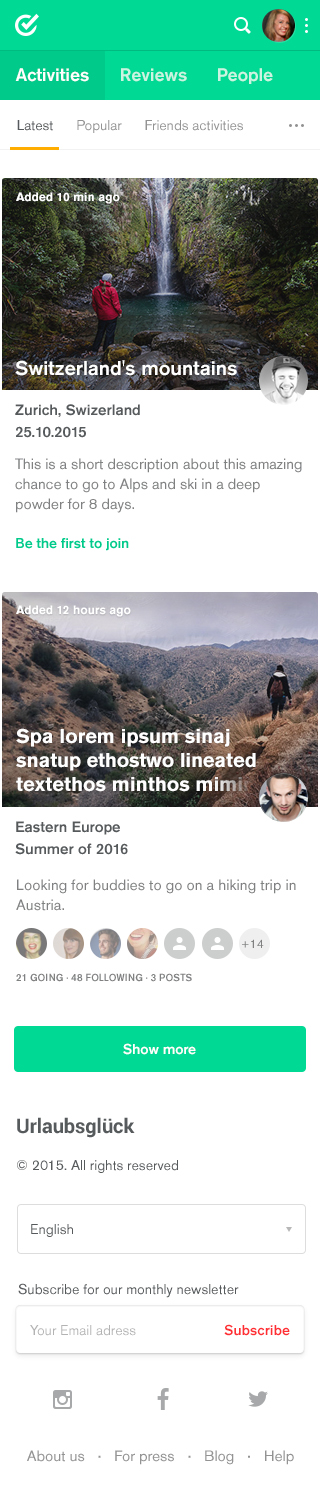 Activities Reviews People
Latest Popular Friends activities
Added 10 min ago
Switzerland's mountains
Zurich, Swizerland
25.10.2015
This is a short description about this amazing
chance to go to Alps and ski in a deep
powder for 8 days.
Be the first to join
Added 12 hours ago
Spa lorem ipsum sinaj
snatup ethostwo lineated
textethos minthos mimi
Eastern Europe
Summer of 2016
Looking for buddies to go on a hiking trip in
Austria.
+14
21 GOING · 48 FOLLOWING · 3 POSTS
Show more
Urlaubsglück
© 2015. All rights reserved
English
Subscribe for our monthly newsletter
Your Email adress Subscribe
About us · For press · Blog · Help